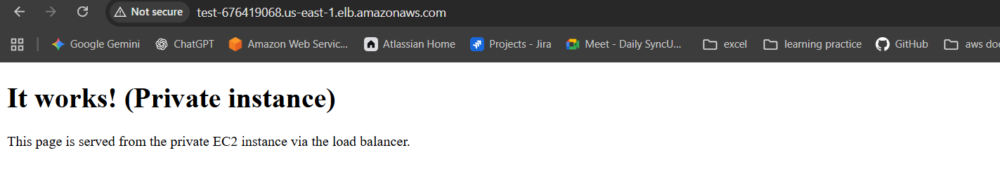 Not secure test-676419068.us-east-1.elb.amazonaws.com
Google Gemini ChatGPT Amazon Web Servic... Atlassian Home Projects - Jira Meet - Daily SyncU... excel learning practice GitHub aws doc
It works! (Private instance)
This page is served from the private EC2 instance via the load balancer.